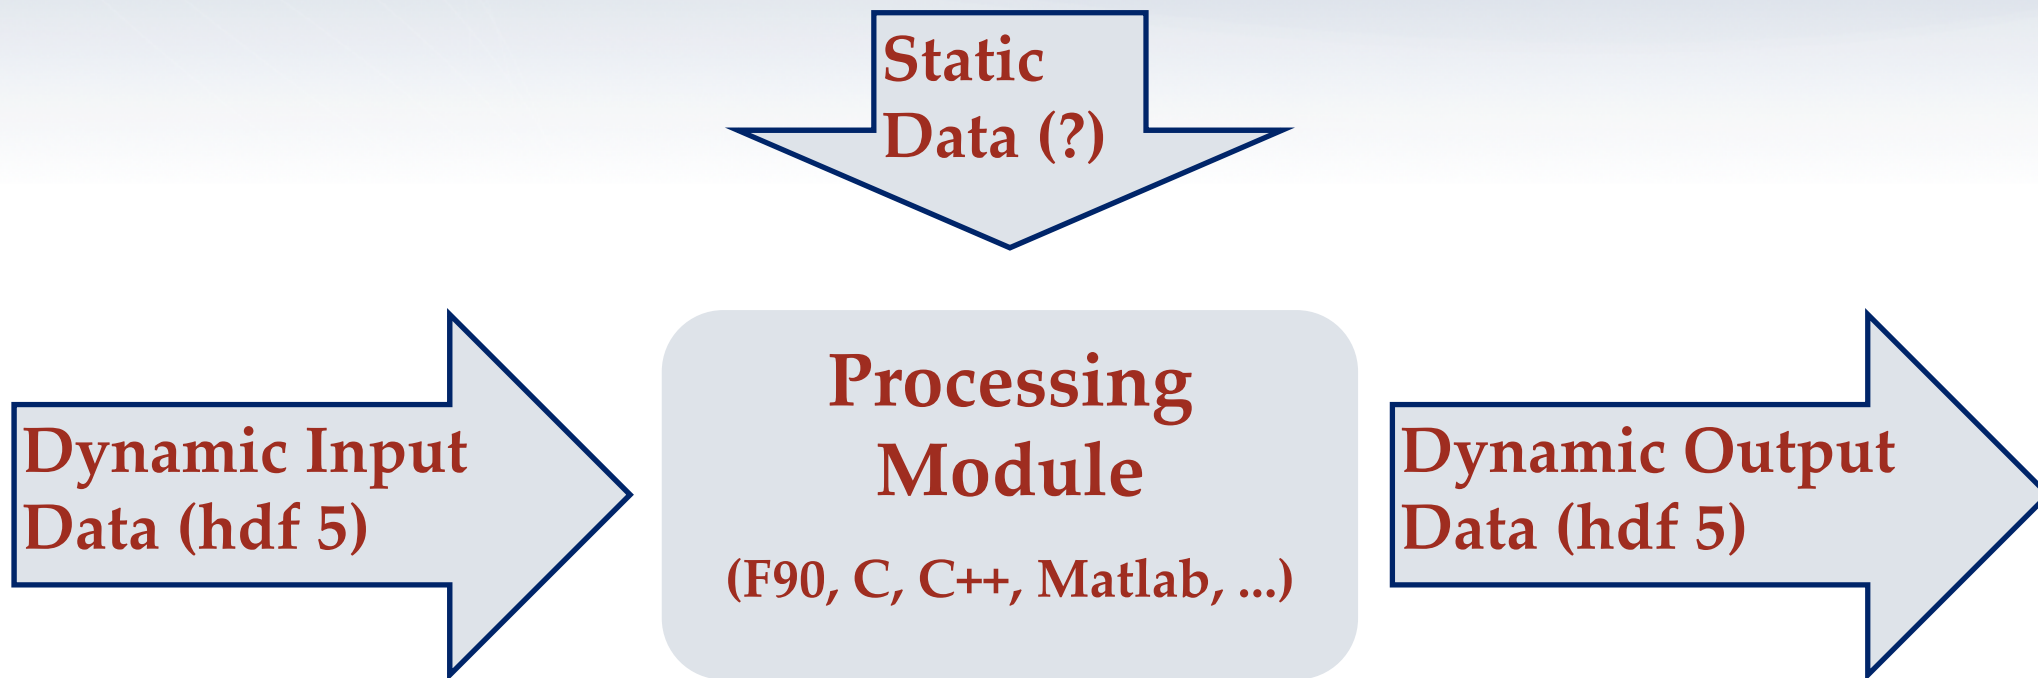 Static
Data (?)
Dynamic Input
Data (hdf 5)
Processing
Module
(F90, C, C++, Matlab, ...)
Dynamic Output
Data (hdf 5)